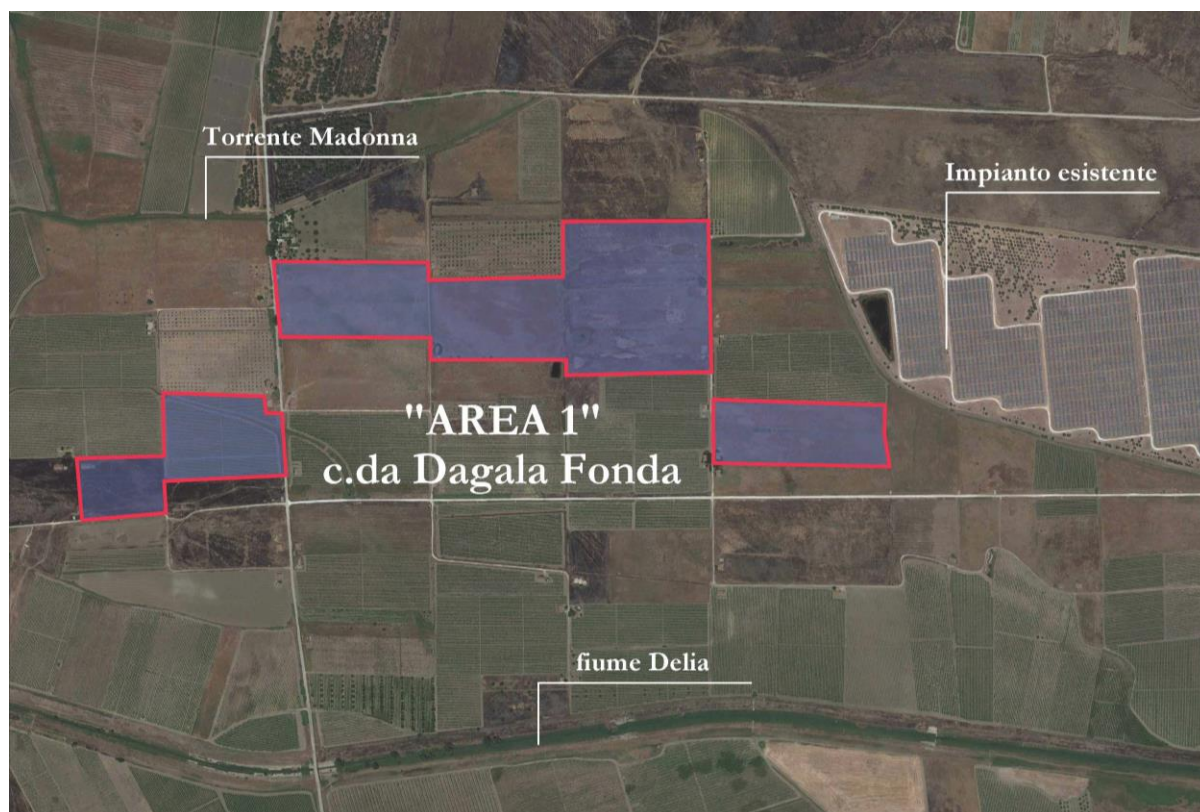 Torrente Madonna
Impianto esistente
"AREA 1"
c.da Dagala Fonda
fiume Delia